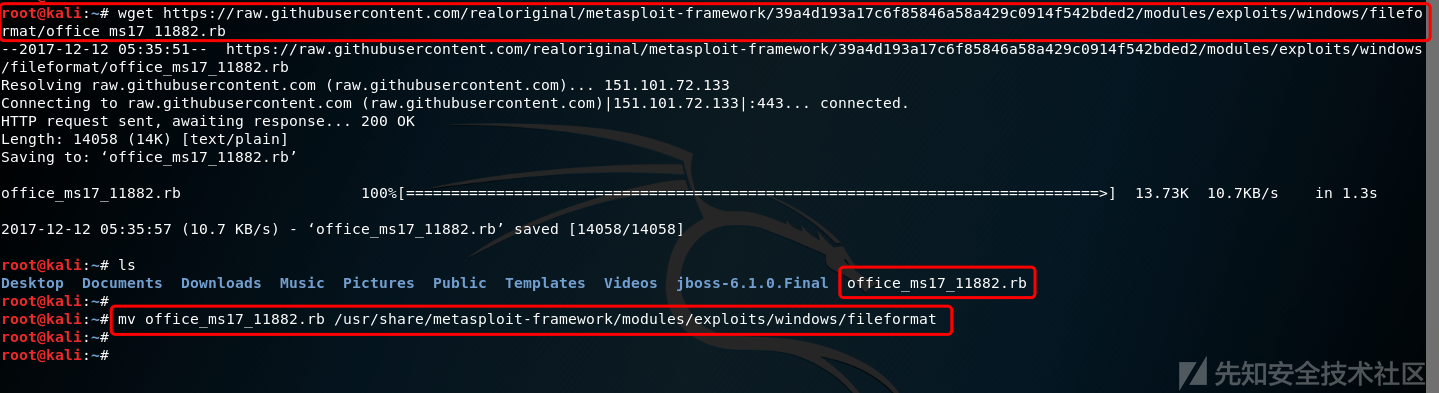 root@kali:~# wget https://raw.githubusercontent.com/realoriginal/metasploit-framework/39a4d193a17c6f85846a58a429c0914f542bded2/modules/exploits/windows/filefo
rmat/office_ms17_11882.rb
--2017-12-12 05:35:51--  https://raw.githubusercontent.com/realoriginal/metasploit-framework/39a4d193a17c6f85846a58a429c0914f542bded2/modules/exploits/windows
/fileformat/office_ms17_11882.rb
Resolving raw.githubusercontent.com (raw.githubusercontent.com)... 151.101.72.133
Connecting to raw.githubusercontent.com (raw.githubusercontent.com)|151.101.72.133|:443... connected.
HTTP request sent, awaiting response... 200 OK
Length: 14058 (14K) [text/plain]
Saving to: ‘office_ms17_11882.rb’
office_ms17_11882.rb 100%[=============================================================================>] 13.73K 10.7KB/s in 1.3s
2017-12-12 05:35:57 (10.7 KB/s) - ‘office_ms17_11882.rb’ saved [14058/14058]
root@kali:~# ls
Desktop Documents Downloads Music Pictures Public Templates Videos jboss-6.1.0.Final office_ms17_11882.rb
root@kali:~#
root@kali:~# mv office_ms17_11882.rb /usr/share/metasploit-framework/modules/exploits/windows/fileformat
root@kali:~#
root@kali:~#
先知安全技术社区